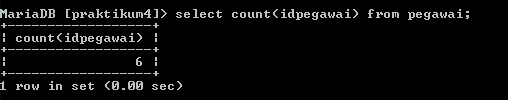 MariaDB [praktikum4]> select count(idpegawai) from pegawai;
+------------------+
| count(idpegawai) |
+------------------+
|                6 |
+------------------+
1 row in set (0.00 sec)